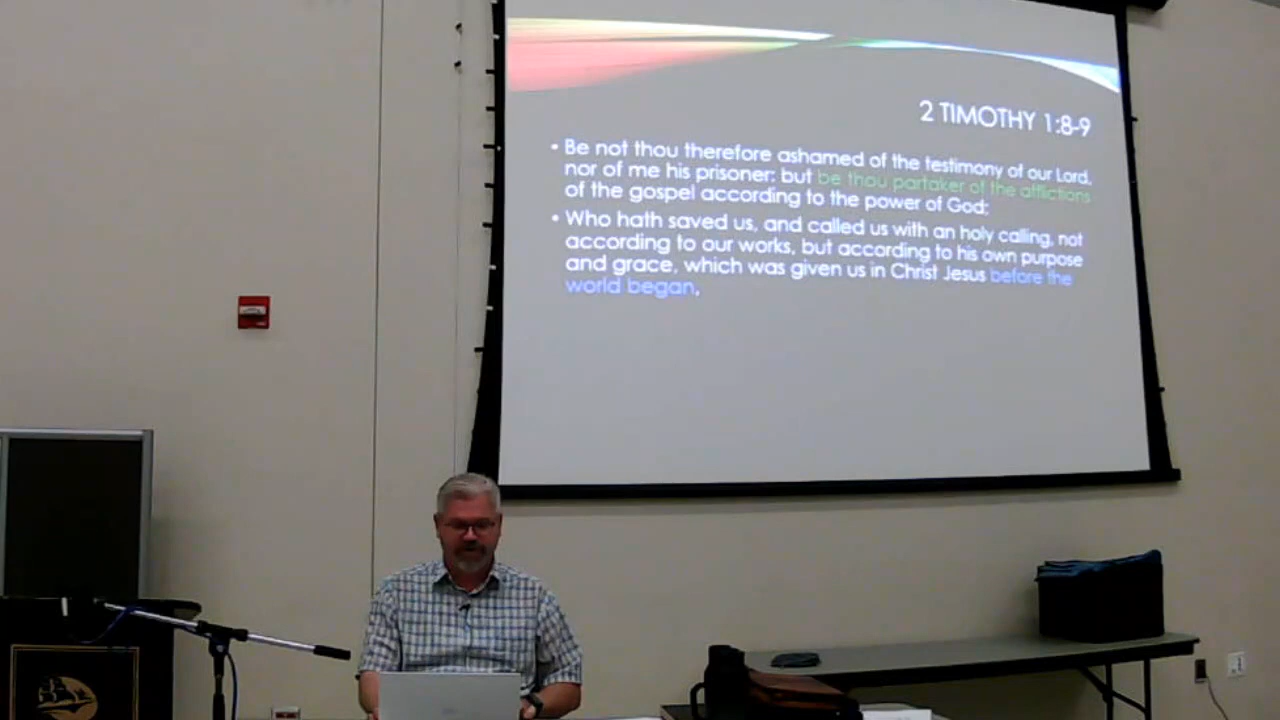 2 TIMOTHY 1:8-9
• Be not thou therefore ashamed of the testimony of our Lord,
nor of me his prisoner: but be thou partaker of the afflictions
of the gospel according to the power of God;
• Who hath saved us, and called us with an holy calling, not
according to our works, but according to his own purpose
and grace, which was given us in Christ Jesus before the
world began,